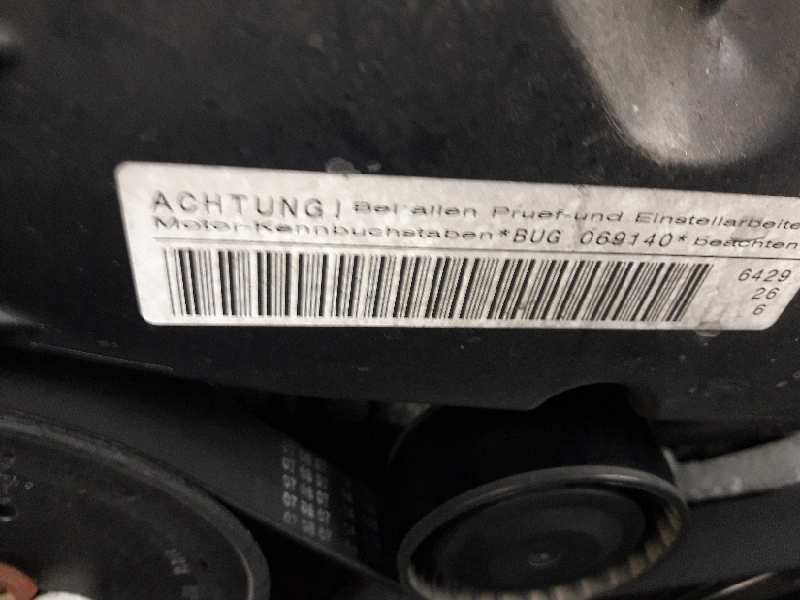 ACHTUNG! Bei allen Pruef-und Einstellarbeite
Motor-Kennbuchstaben *BUG 069140* beachten
6429
26
6